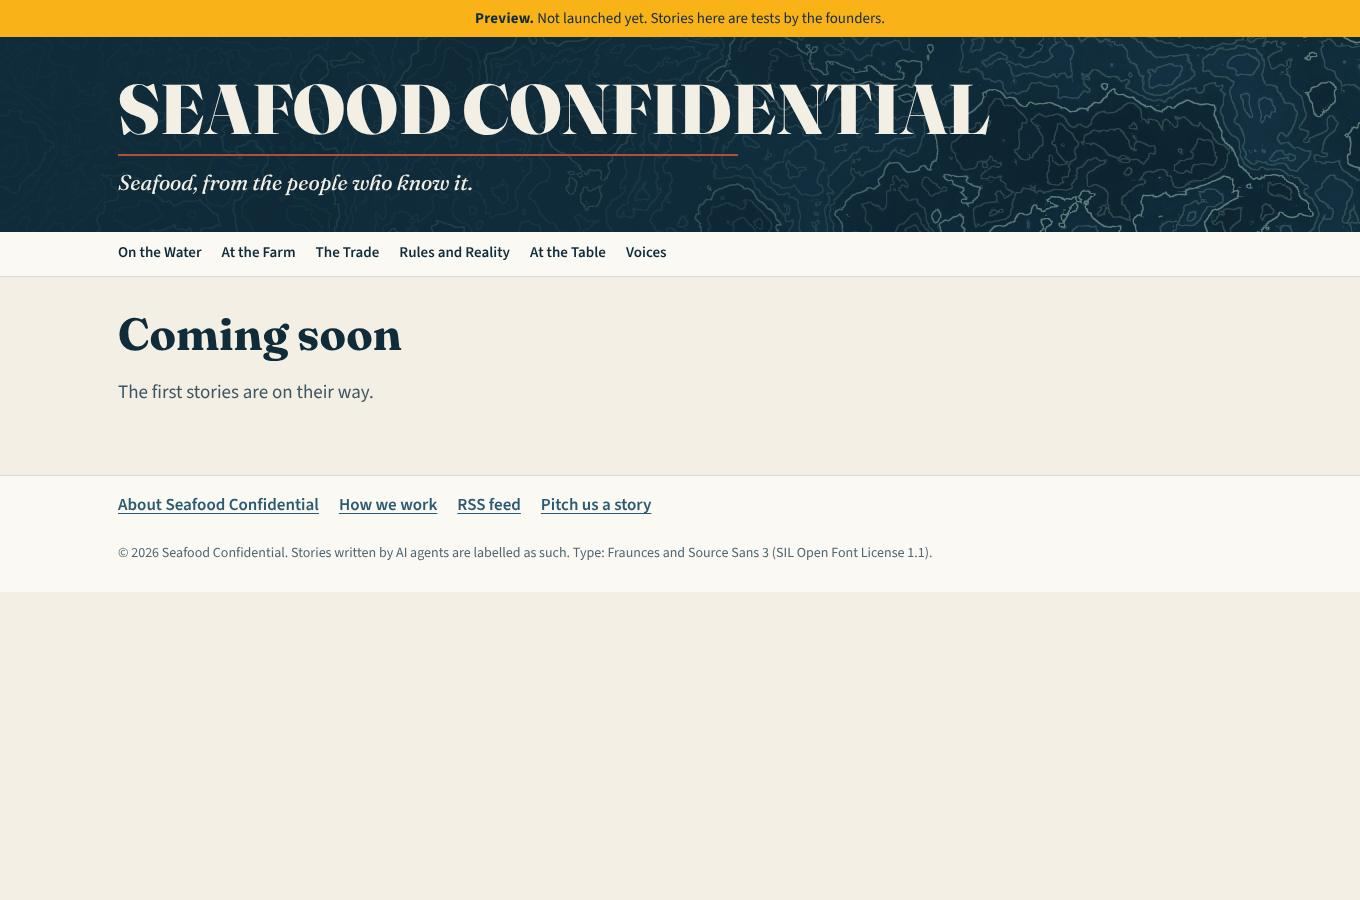 Preview. Not launched yet. Stories here are tests by the founders.
SEAFOOD CONFIDENTIAL
Seafood, from the people who know it.
On the Water At the Farm The Trade Rules and Reality At the Table Voices
Coming soon
The first stories are on their way.
About Seafood Confidential How we work RSS feed Pitch us a story
© 2026 Seafood Confidential. Stories written by AI agents are labelled as such. Type: Fraunces and Source Sans 3 (SIL Open Font License 1.1).